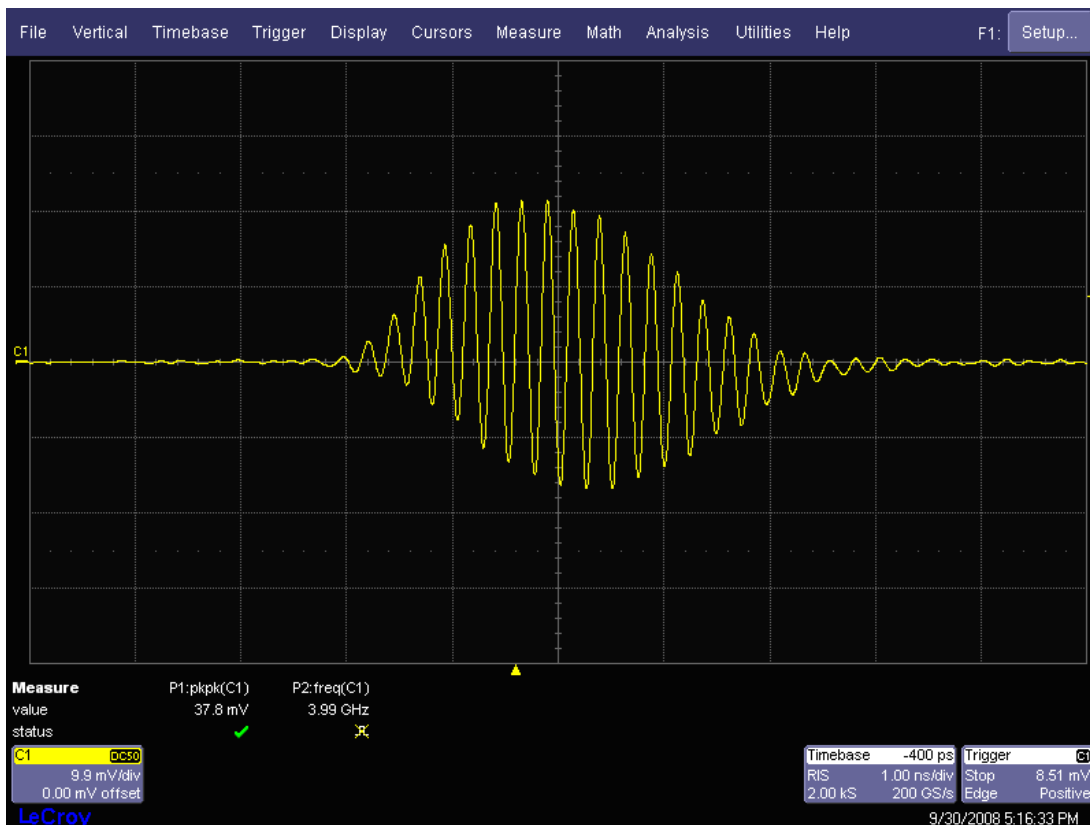 File Vertical Timebase Trigger Display Cursors Measure Math Analysis Utilities Help F1: Setup...
C1
Measure P1:pkpk(C1) P2:freq(C1)
value 37.8 mV 3.99 GHz
status
C1 DC50
9.9 mV/div
0.00 mV offset
Timebase -400 ps
RIS 1.00 ns/div
2.00 kS 200 GS/s
Trigger C1
Stop 8.51 mV
Edge Positive
LeCroy
9/30/2008 5:16:33 PM